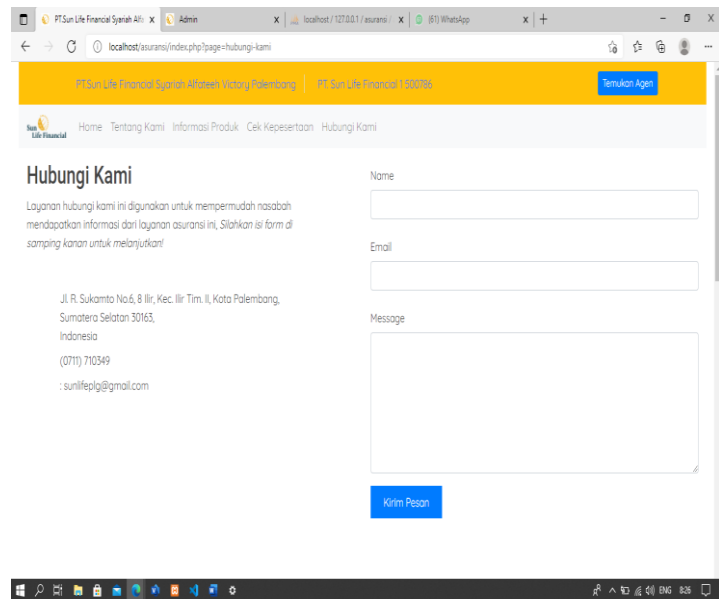 PT.Sun Life Financial Syariah Alfa
Admin
localhost / 127.0.0.1 / asuransi /
(61) WhatsApp
localhost/asuransi/index.php?page=hubungi-kami
PT.Sun Life Financial Syariah Alfateeh Victory Palembang
PT. Sun Life Financial 1 500786
Temukan Agen
Sun
Life Financial
Home Tentang Kami Informasi Produk Cek Kepesertaan Hubungi Kami
Hubungi Kami
Layanan hubungi kami ini digunakan untuk mempermudah nasabah
mendapatkan informasi dari layanan asuransi ini, Silahkan isi form di
samping kanan untuk melanjutkan!
Jl. R. Sukamto No.6, 8 Ilir, Kec. Ilir Tim. II, Kota Palembang,
Sumatera Selatan 30163,
Indonesia
(0711) 710349
: sunlifeplg@gmail.com
Name
Email
Message
Kirim Pesan
ENG 8:26